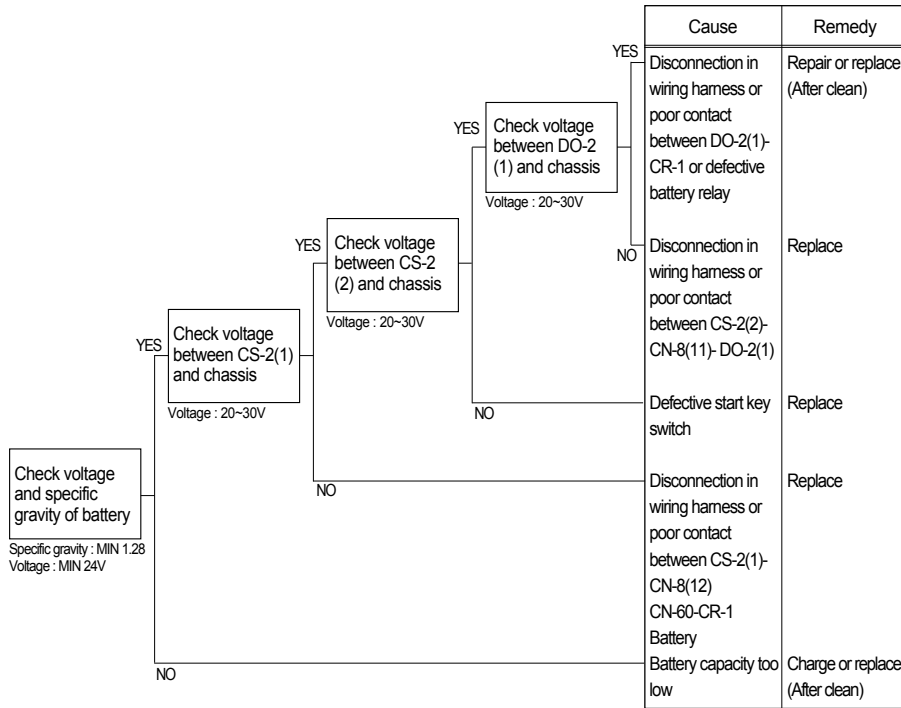 Cause
Remedy
YES
Disconnection in
wiring harness or
poor contact
between DO-2(1)-
CR-1 or defective
battery relay
Repair or replace
(After clean)
YES
Check voltage
between DO-2
(1) and chassis
Voltage : 20~30V
NO
Disconnection in
wiring harness or
poor contact
between CS-2(2)-
CN-8(11)- DO-2(1)
Replace
YES
Check voltage
between CS-2
(2) and chassis
Voltage : 20~30V
NO
Defective start key
switch
Replace
YES
Check voltage
between CS-2(1)
and chassis
Voltage : 20~30V
NO
Disconnection in
wiring harness or
poor contact
between CS-2(1)-
CN-8(12)
CN-60-CR-1
Battery
Replace
Check voltage
and specific
gravity of battery
Specific gravity : MIN 1.28
Voltage : MIN 24V
NO
Battery capacity too
low
Charge or replace
(After clean)